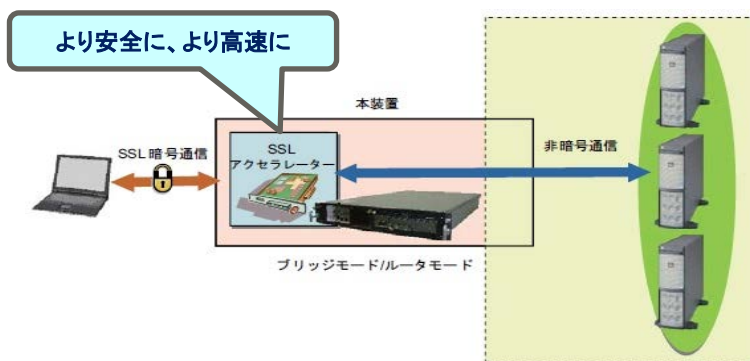 より安全に、より高速に
本装置
SSL
アクセラレーター
SSL暗号通信
非暗号通信
ブリッジモード/ルータモード